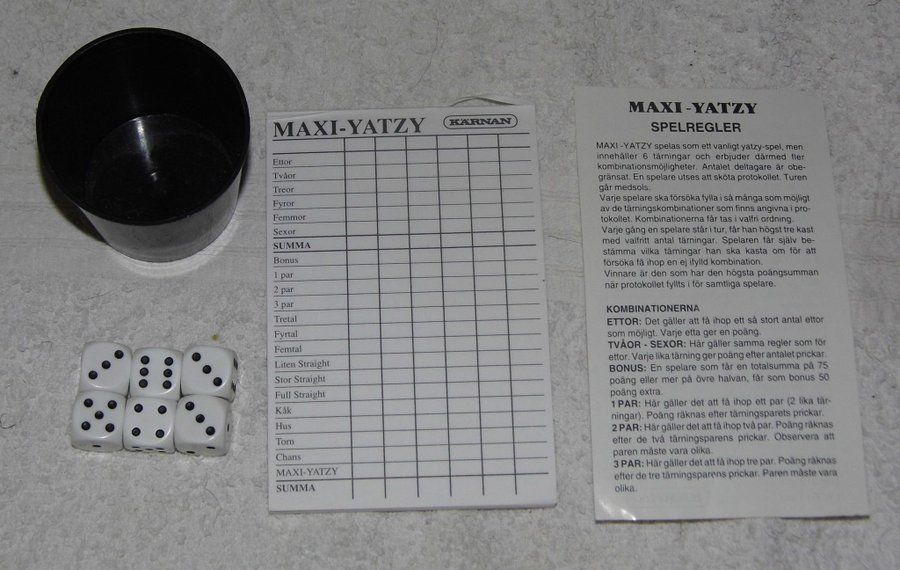 MAXI-YATZY KÄRNAN
Ettor
Tvåor
Treor
Fyror
Femmor
Sexor
SUMMA
Bonus
1 par
2 par
3 par
Tretal
Fyrtal
Femtal
Liten Straight
Stor Straight
Full Straight
Kåk
Hus
Torn
Chans
MAXI-YATZY
SUMMA
MAXI-YATZY
SPELREGLER
MAXI-YATZY spelas som ett vanligt yatzy-spel, men
innehåller 6 tärningar och erbjuder därmed fler
kombinationsmöjligheter. Antalet deltagare är obe-
gränsat. En spelare utses att sköta protokollet. Turen
går medsols.
Varje spelare ska försöka fylla i så många som möjligt
av de tärningskombinationer som finns angivna i pro-
tokollet. Kombinationerna får tas i valfri ordning.
Varje gång en spelare står i tur, får han högst tre kast
med valfritt antal tärningar. Spelaren får själv be-
stämma vilka tärningar han ska kasta om för att
försöka få ihop en ej ifylld kombination.
Vinnare är den som har den högsta poängsumman
när protokollet fyllts i för samtliga spelare.
KOMBINATIONERNA
ETTOR: Det gäller att få ihop ett så stort antal ettor
som möjligt. Varje etta ger en poäng.
TVÅOR - SEXOR: Här gäller samma regler som för
ettor. Varje lika tärning ger poäng efter antalet prickar.
BONUS: En spelare som får en totalsumma på 75
poäng eller mer på övre halvan, får som bonus 50
poäng extra.
1 PAR: Här gäller det att få ihop ett par (2 lika tär-
ningar). Poäng räknas efter tärningsparets prickar.
2 PAR: Här gäller det att få ihop två par. Poäng räknas
efter de två tärningsparens prickar. Observera att
paren måste vara olika.
3 PAR: Här gäller det att få ihop tre par. Poäng räknas
efter de tre tärningsparens prickar. Paren måste vara
olika.